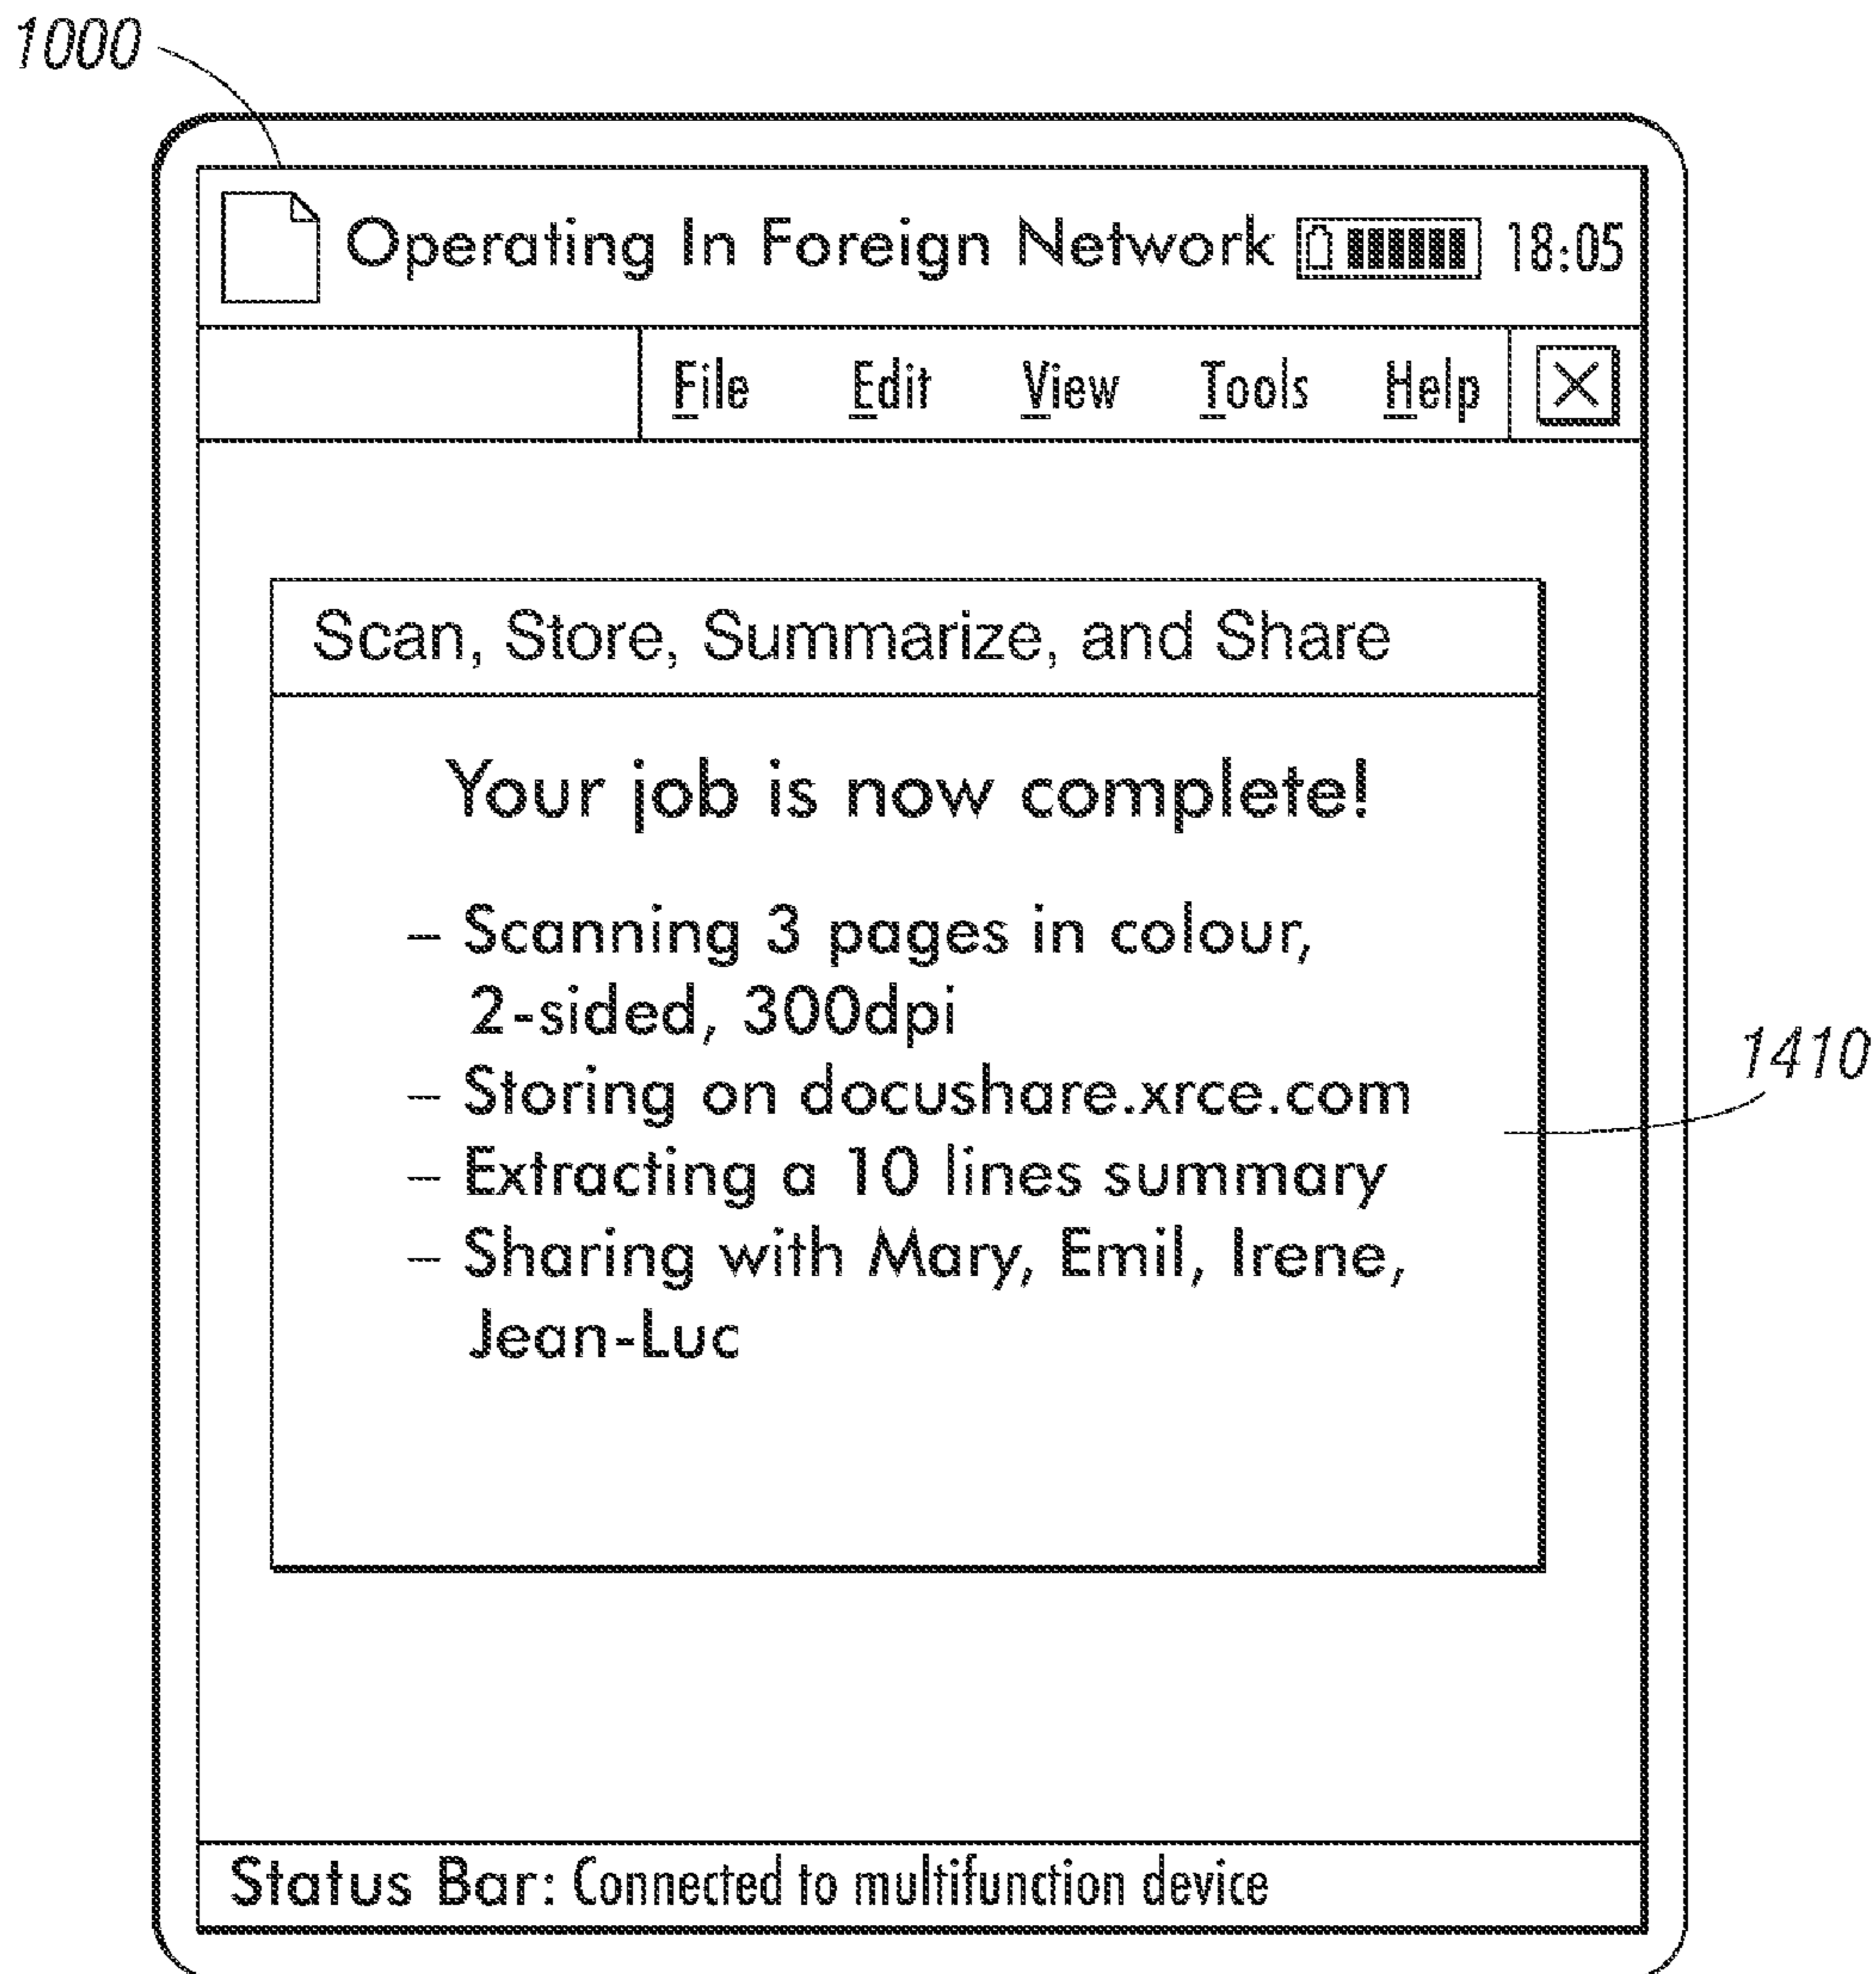 1000
Operating In Foreign Network 18:05
File Edit View Tools Help
Scan, Store, Summarize, and Share
Your job is now complete!
– Scanning 3 pages in colour,
2-sided, 300dpi
– Storing on docushare.xrce.com
– Extracting a 10 lines summary
– Sharing with Mary, Emil, Irene,
Jean-Luc
1410
Status Bar: Connected to multifunction device